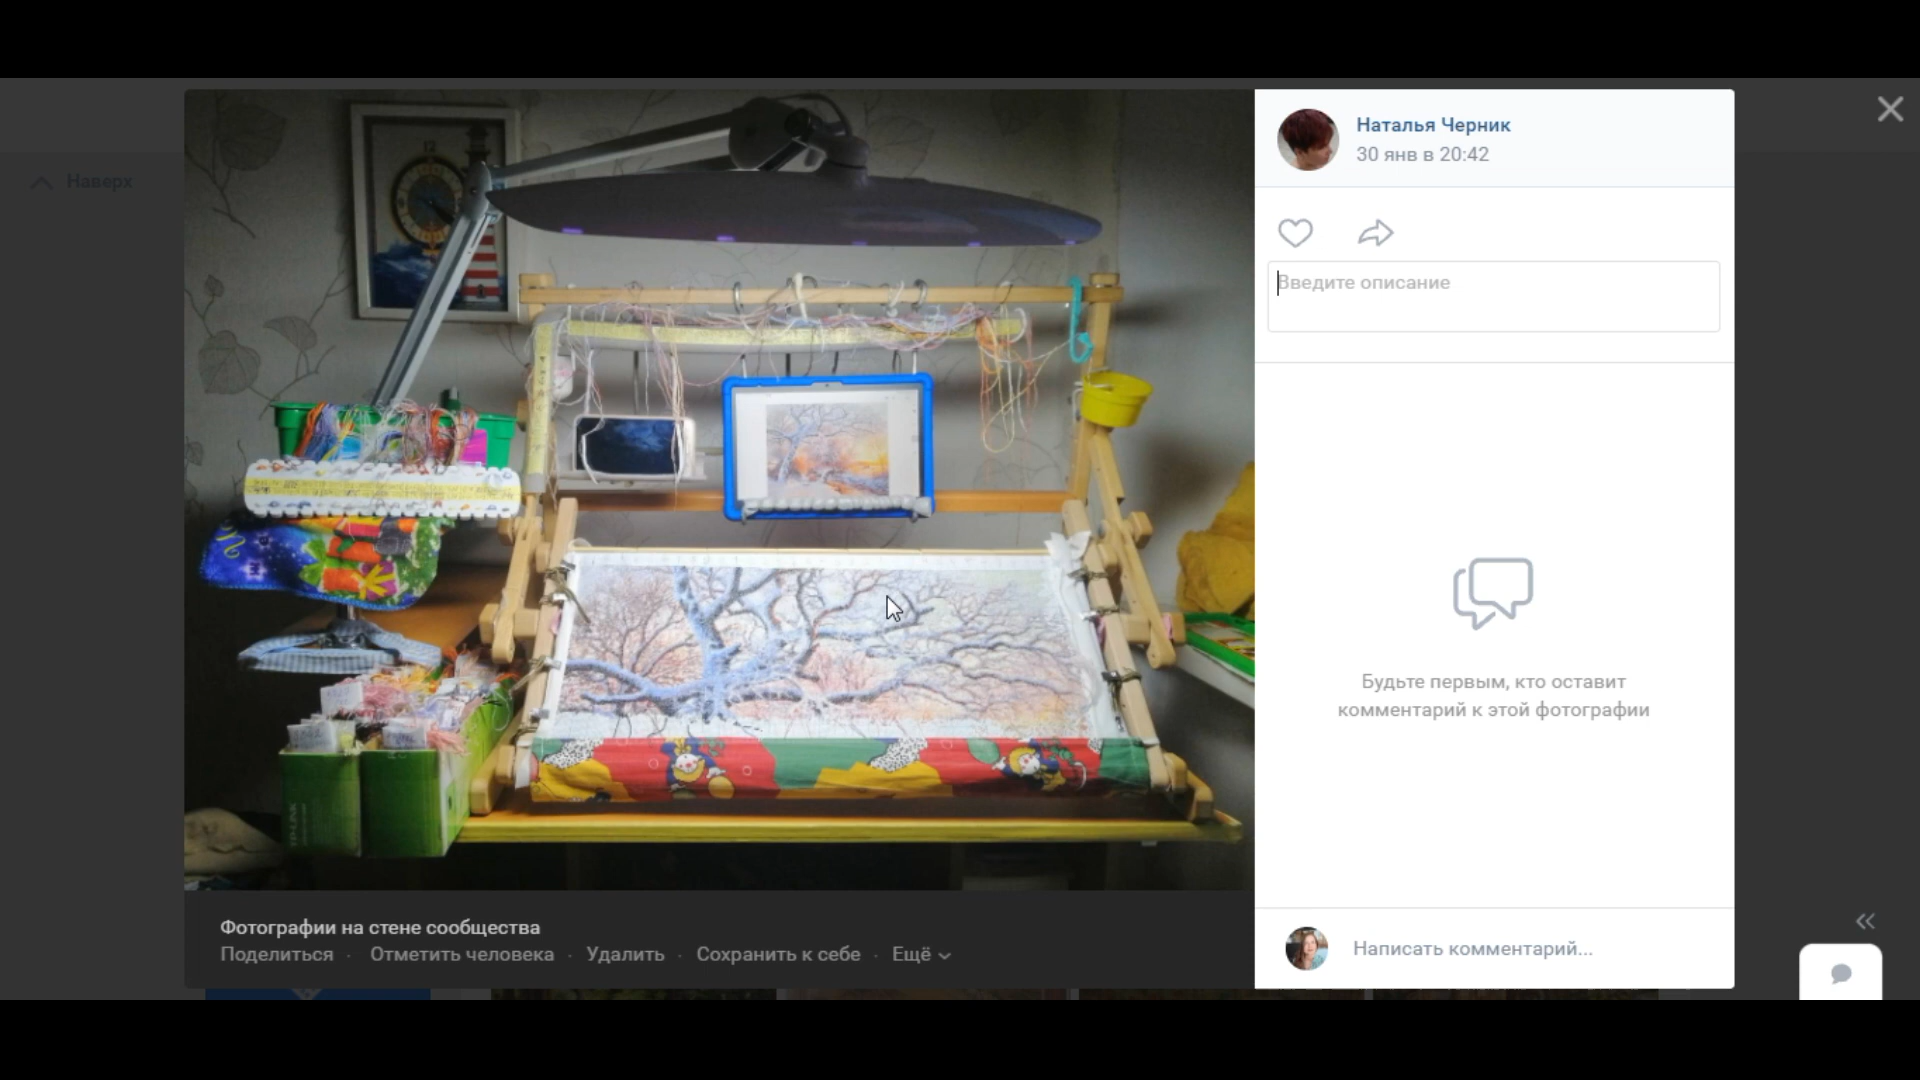 Наверх
12
Наталья Черник
30 янв в 20:42
Введите описание
Будьте первым, кто оставит
комментарий к этой фотографии
Фотографии на стене сообщества
Поделиться · Отметить человека · Удалить · Сохранить к себе · Ещё
Написать комментарий...